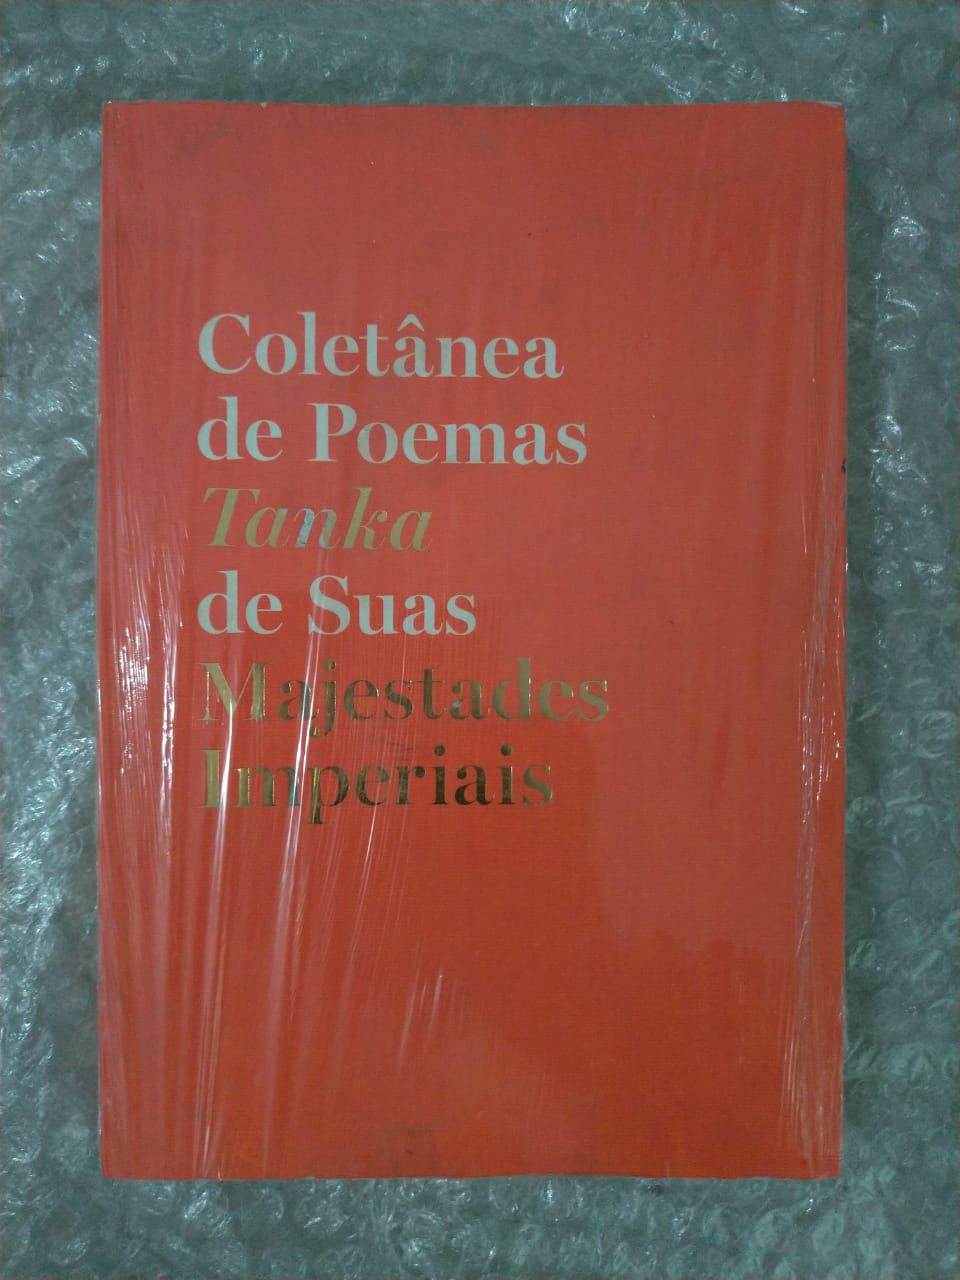 Coletânea
de Poemas
Tanka
de Suas
Majestades
Imperiais